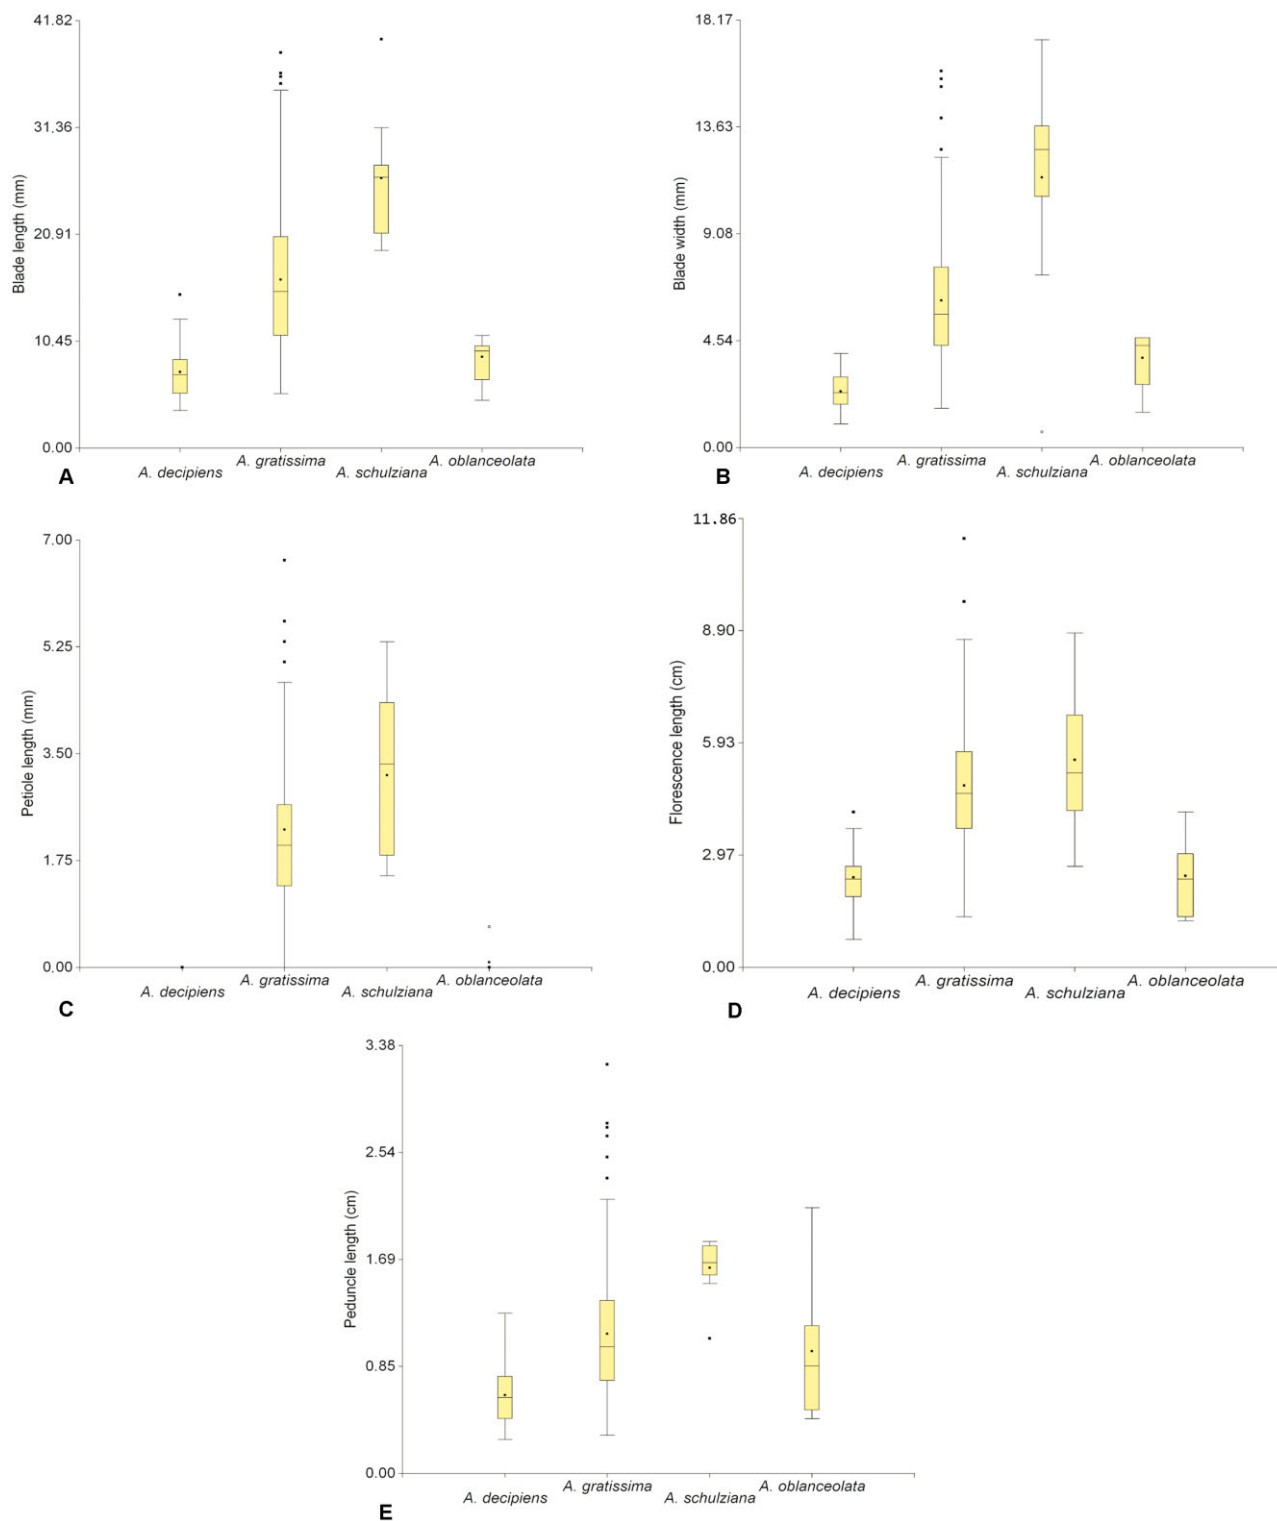 41.82
31.36
20.91
10.45
0.00
Blade length (mm)
A. decipiens
A. gratissima
A. schulziana
A. oblanceolata
A
18.17
13.63
9.08
4.54
0.00
Blade width (mm)
A. decipiens
A. gratissima
A. schulziana
A. oblanceolata
B
7.00
5.25
3.50
1.75
0.00
Petiole length (mm)
A. decipiens
A. gratissima
A. schulziana
A. oblanceolata
C
11.86
8.90
5.93
2.97
0.00
Florescence length (cm)
A. decipiens
A. gratissima
A. schulziana
A. oblanceolata
D
3.38
2.54
1.69
0.85
0.00
Peduncle length (cm)
A. decipiens
A. gratissima
A. schulziana
A. oblanceolata
E